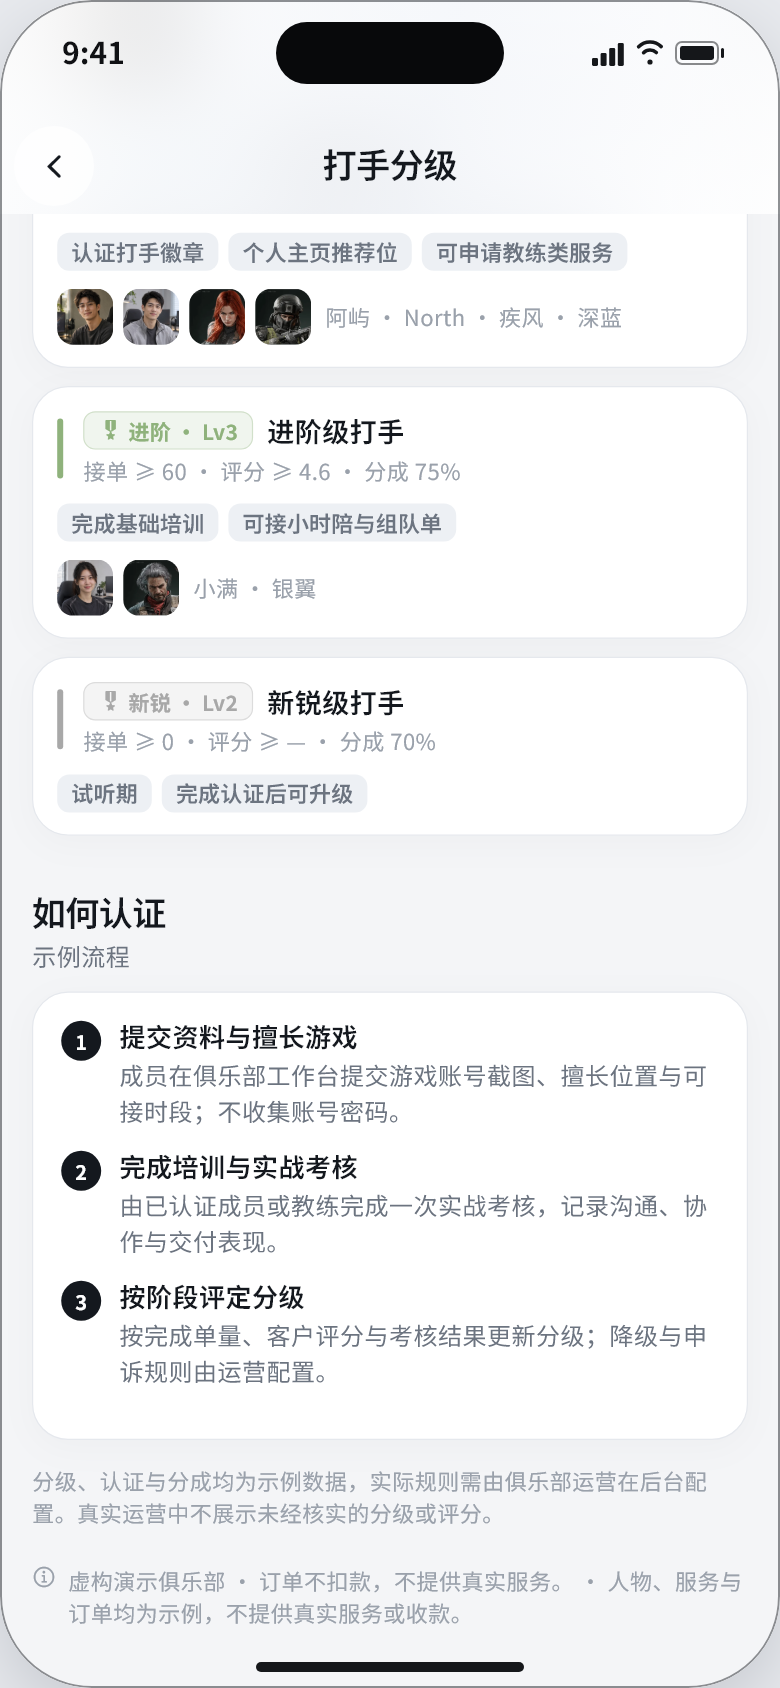 9:41
打手分级
认证打手徽章 个人主页推荐位 可申请教练类服务
阿屿 · North · 疾风 · 深蓝
进阶 · Lv3 进阶级打手
接单 ≥ 60 · 评分 ≥ 4.6 · 分成 75%
完成基础培训 可接小时陪与组队单
小满 · 银翼
新锐 · Lv2 新锐级打手
接单 ≥ 0 · 评分 ≥ — · 分成 70%
试听期 完成认证后可升级
如何认证
示例流程
1 提交资料与擅长游戏
成员在俱乐部工作台提交游戏账号截图、擅长位置与可
接时段；不收集账号密码。
2 完成培训与实战考核
由已认证成员或教练完成一次实战考核，记录沟通、协
作与交付表现。
3 按阶段评定分级
按完成单量、客户评分与考核结果更新分级；降级与申
诉规则由运营配置。
分级、认证与分成均为示例数据，实际规则需由俱乐部运营在后台配
置。真实运营中不展示未经核实的分级或评分。
虚构演示俱乐部 · 订单不扣款，不提供真实服务。 · 人物、服务与
订单均为示例，不提供真实服务或收款。